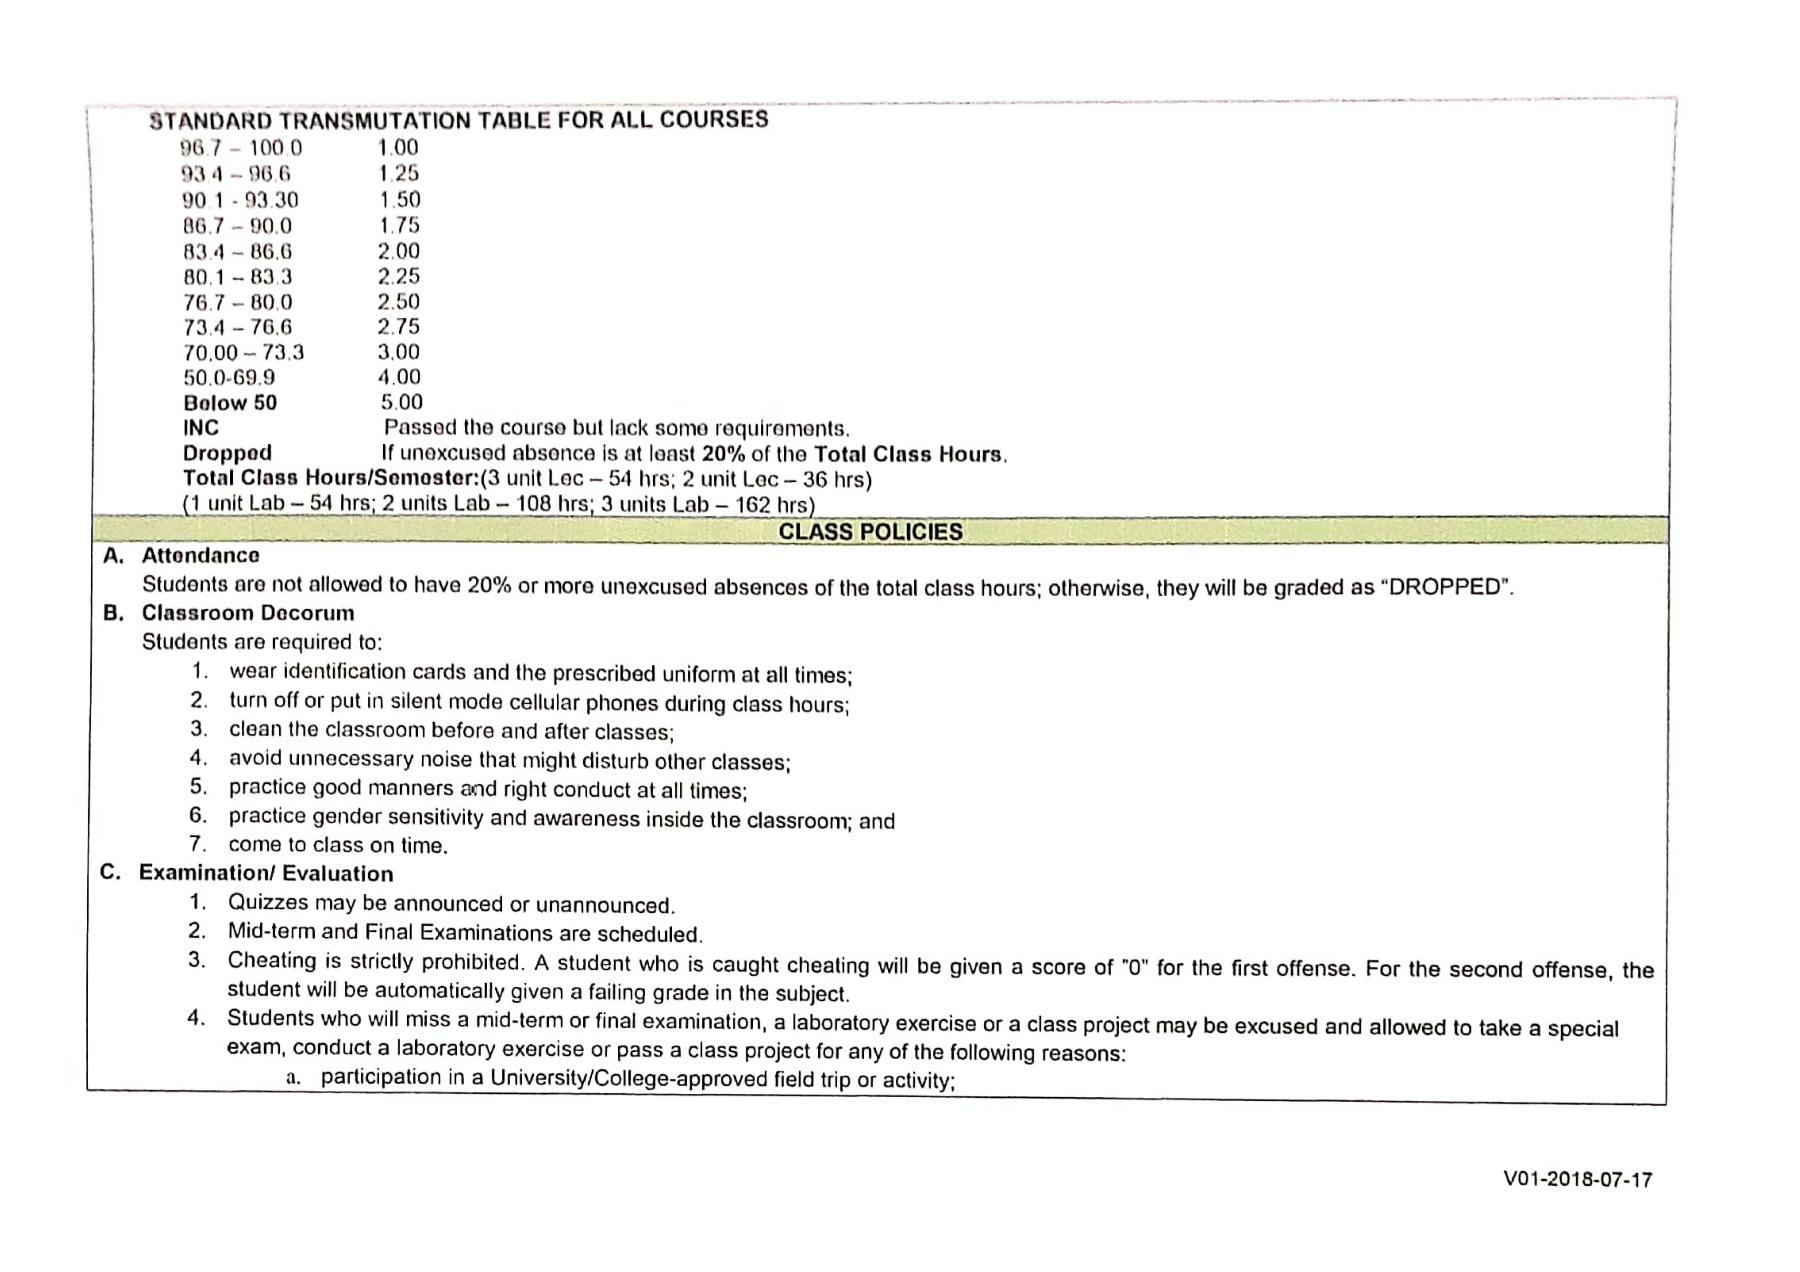 STANDARD TRANSMUTATION TABLE FOR ALL COURSES
96.7 – 100.0 1.00
93.4 – 96.6 1.25
90.1 - 93.30 1.50
86.7 – 90.0 1.75
83.4 – 86.6 2.00
80.1 – 83.3 2.25
76.7 – 80.0 2.50
73.4 – 76.6 2.75
70.00 – 73.3 3.00
50.0-69.9 4.00
Below 50 5.00
INC Passed the course but lack some requirements.
Dropped If unexcused absence is at least 20% of the Total Class Hours.
Total Class Hours/Semester:(3 unit Lec – 54 hrs; 2 unit Lec – 36 hrs)
(1 unit Lab – 54 hrs; 2 units Lab – 108 hrs; 3 units Lab – 162 hrs)
CLASS POLICIES
A. Attendance
Students are not allowed to have 20% or more unexcused absences of the total class hours; otherwise, they will be graded as “DROPPED”.
B. Classroom Decorum
Students are required to:
1. wear identification cards and the prescribed uniform at all times;
2. turn off or put in silent mode cellular phones during class hours;
3. clean the classroom before and after classes;
4. avoid unnecessary noise that might disturb other classes;
5. practice good manners and right conduct at all times;
6. practice gender sensitivity and awareness inside the classroom; and
7. come to class on time.
C. Examination/ Evaluation
1. Quizzes may be announced or unannounced.
2. Mid-term and Final Examinations are scheduled.
3. Cheating is strictly prohibited. A student who is caught cheating will be given a score of "0" for the first offense. For the second offense, the
student will be automatically given a failing grade in the subject.
4. Students who will miss a mid-term or final examination, a laboratory exercise or a class project may be excused and allowed to take a special
exam, conduct a laboratory exercise or pass a class project for any of the following reasons:
a. participation in a University/College-approved field trip or activity;
V01-2018-07-17